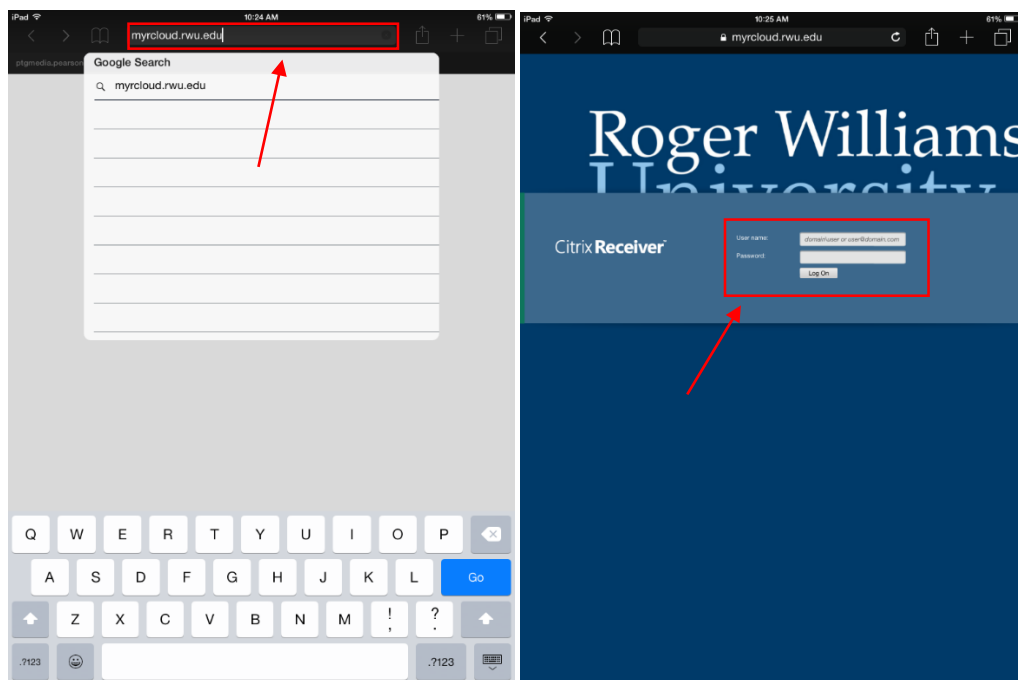 iPad 10:24 AM 61%
myrcloud.rwu.edu
ptgmedia.pearson
Google Search
myrcloud.rwu.edu
Q W E R T Y U I O P
A S D F G H J K L Go
Z X C V B N M ! , ? .
.?123 .?123
iPad 10:25 AM 61%
myrcloud.rwu.edu
Roger Williams
University
Citrix Receiver™
User name: domain\user or user@domain.com
Password:
Log On